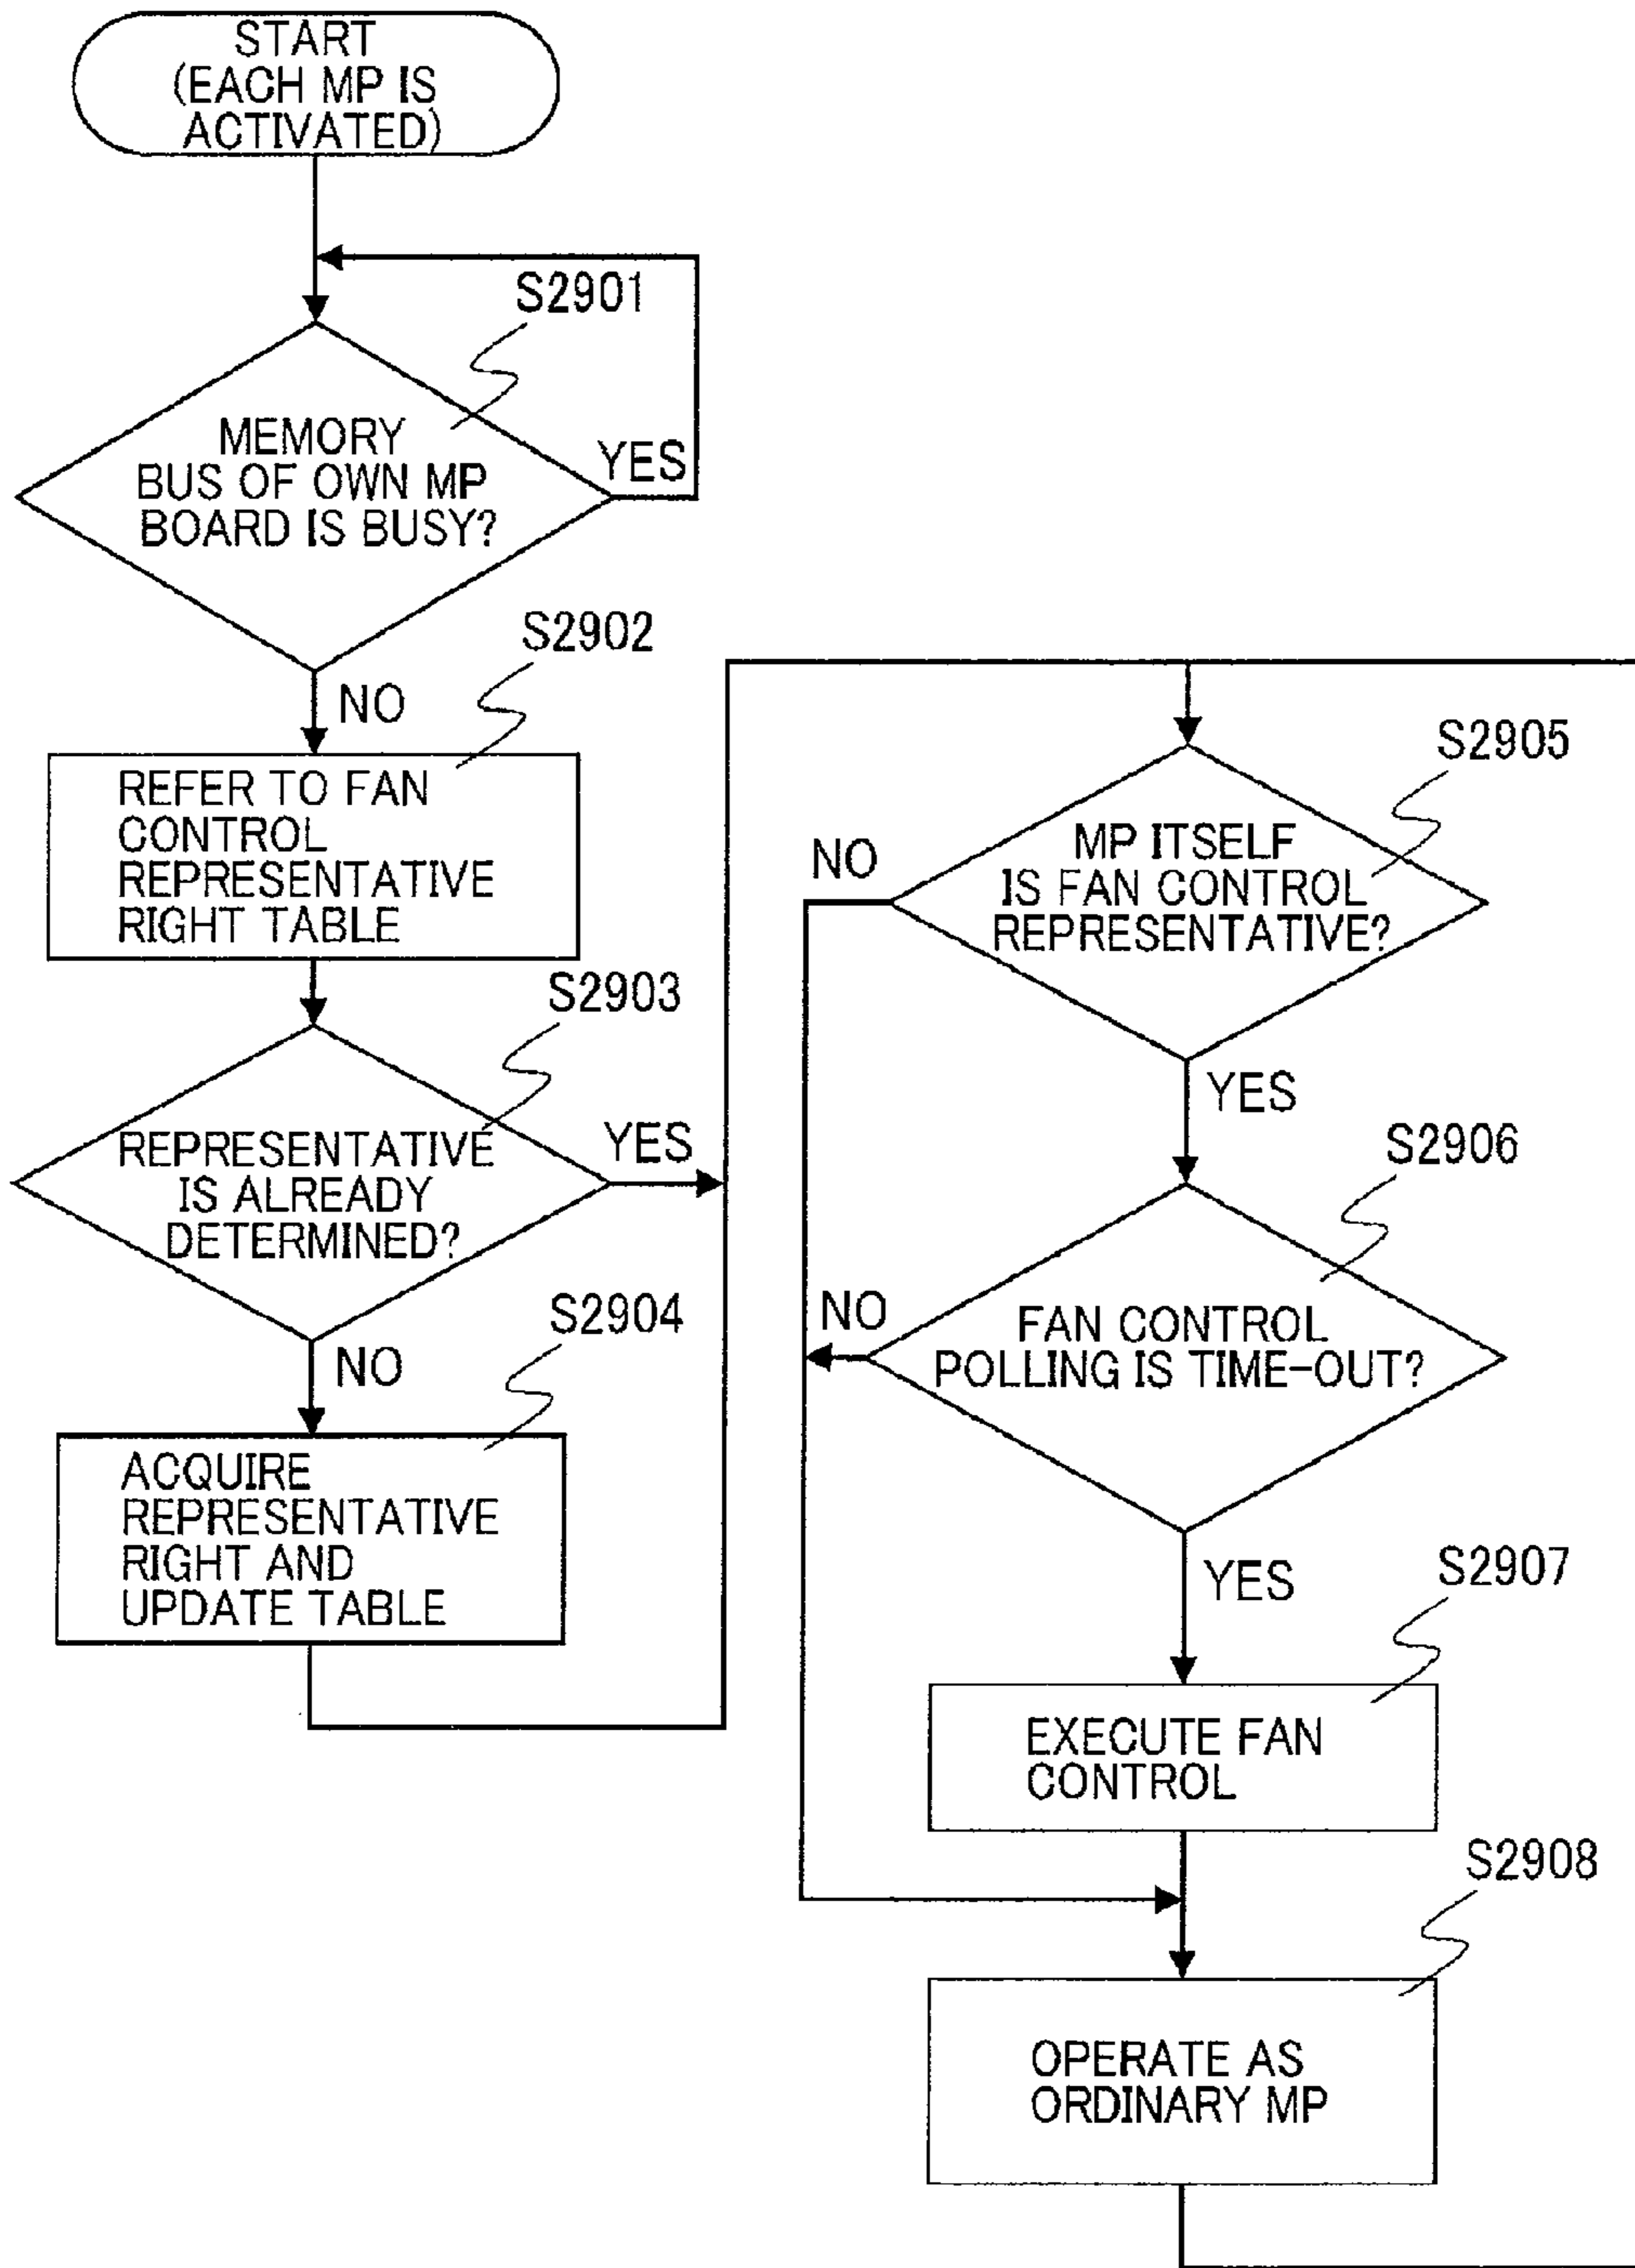 START
(EACH MP IS
ACTIVATED)
S2901
MEMORY
BUS OF OWN MP
BOARD IS BUSY?
YES
NO
S2902
REFER TO FAN
CONTROL
REPRESENTATIVE
RIGHT TABLE
S2903
REPRESENTATIVE
IS ALREADY
DETERMINED?
YES
NO
S2904
ACQUIRE
REPRESENTATIVE
RIGHT AND
UPDATE TABLE
S2905
MP ITSELF
IS FAN CONTROL
REPRESENTATIVE?
NO
YES
S2906
FAN CONTROL
POLLING IS TIME-OUT?
NO
YES
S2907
EXECUTE FAN
CONTROL
S2908
OPERATE AS
ORDINARY MP